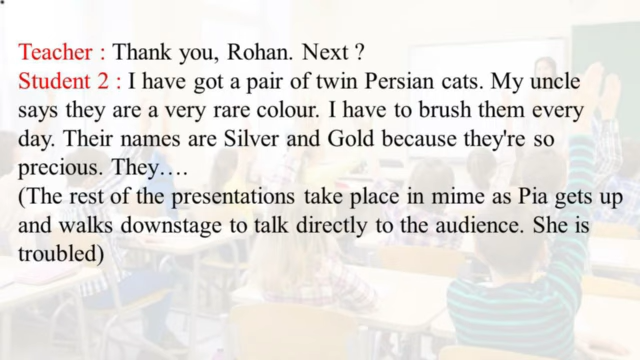 Teacher : Thank you, Rohan. Next ?
Student 2 : I have got a pair of twin Persian cats. My uncle
says they are a very rare colour. I have to brush them every
day. Their names are Silver and Gold because they're so
precious. They….
(The rest of the presentations take place in mime as Pia gets up
and walks downstage to talk directly to the audience. She is
troubled)